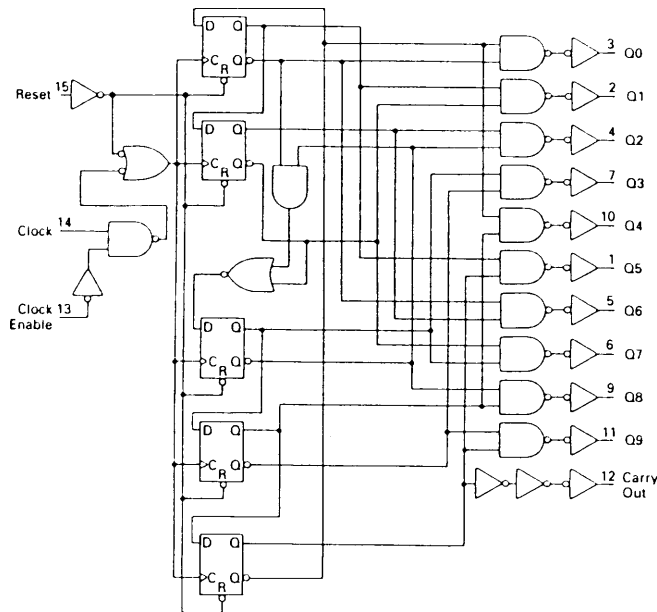 D Q
C Q
R
3 Q0
Reset 15
2 Q1
D Q
C Q
R
4 Q2
7 Q3
10 Q4
Clock 14
1 Q5
Clock 13
Enable
5 Q6
D Q
C Q
R
6 Q7
9 Q8
D Q
C Q
R
11 Q9
12 Carry
Out
D Q
C Q
R